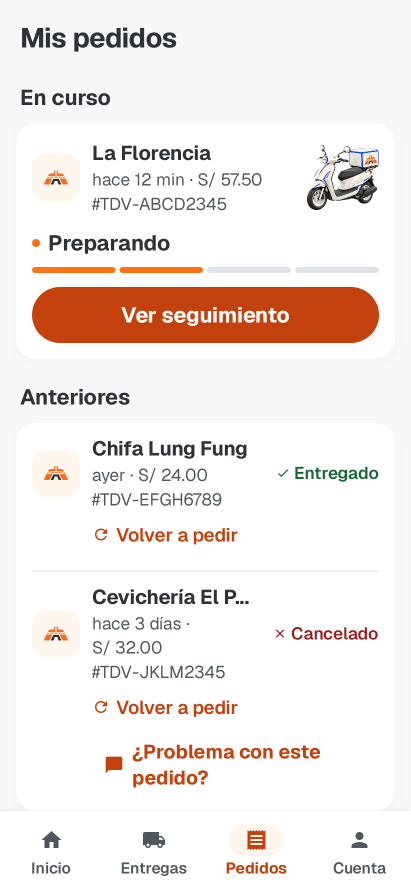 Mis pedidos
En curso
La Florencia
hace 12 min · S/ 57.50
#TDV-ABCD2345
Preparando
Ver seguimiento
Anteriores
Chifa Lung Fung
ayer · S/ 24.00
#TDV-EFGH6789
Entregado
Volver a pedir
Cevichería El P...
hace 3 días ·
S/ 32.00
#TDV-JKLM2345
Cancelado
Volver a pedir
¿Problema con este
pedido?
Inicio
Entregas
Pedidos
Cuenta